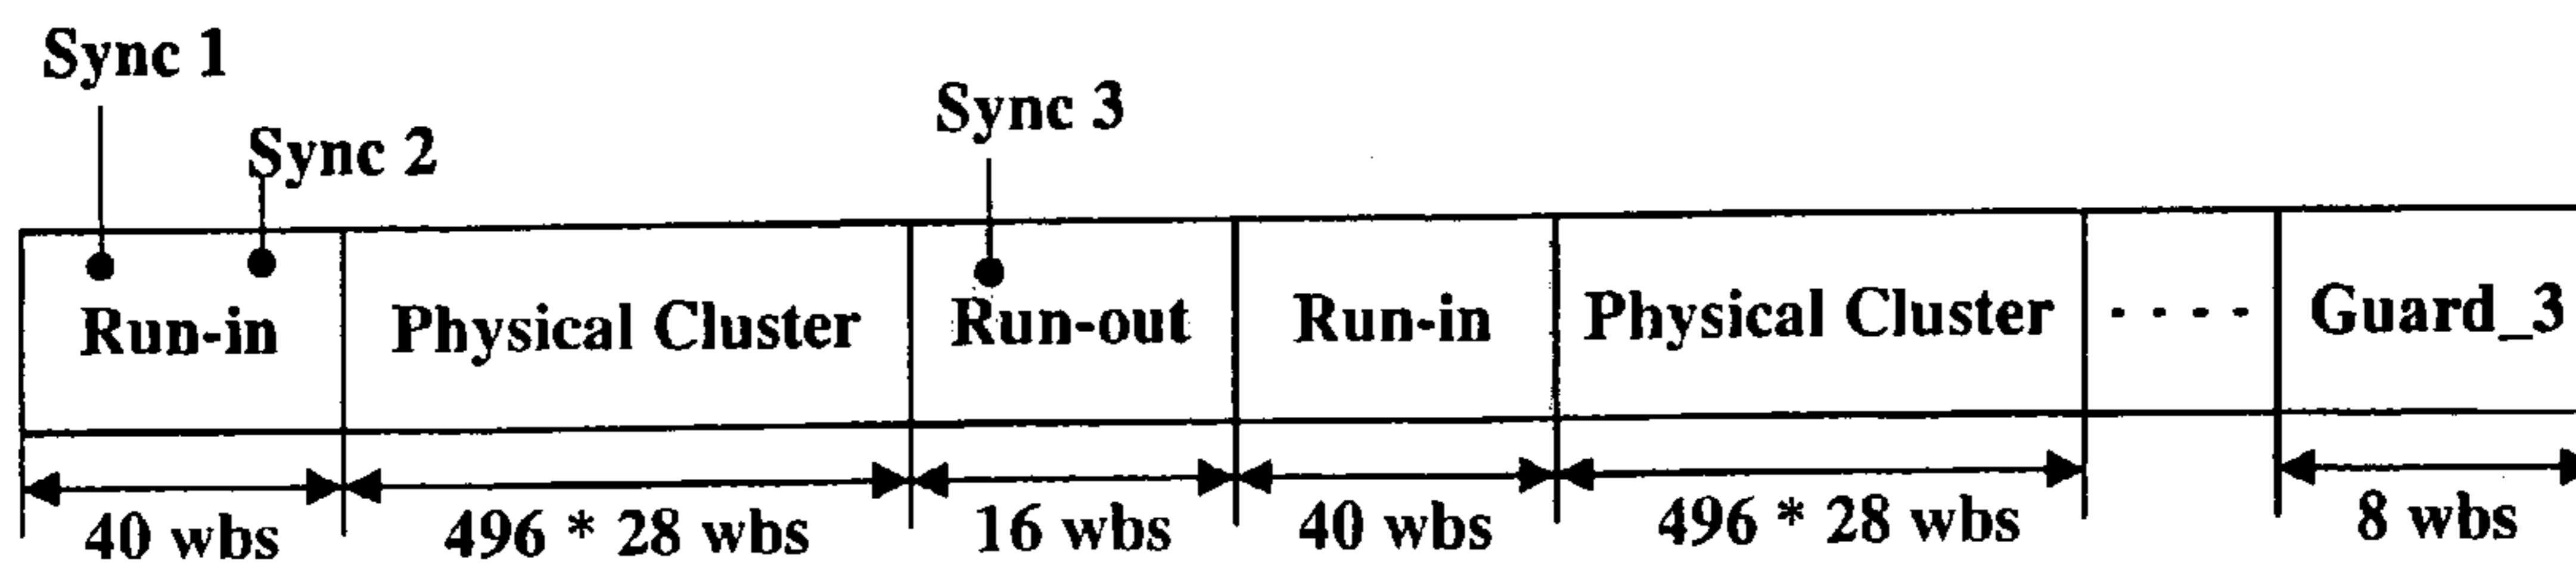 Sync 1
Sync 2
Sync 3
Run-in
Physical Cluster
Run-out
Run-in
Physical Cluster
. . . .
Guard_3
40 wbs
496 * 28 wbs
16 wbs
40 wbs
496 * 28 wbs
8 wbs